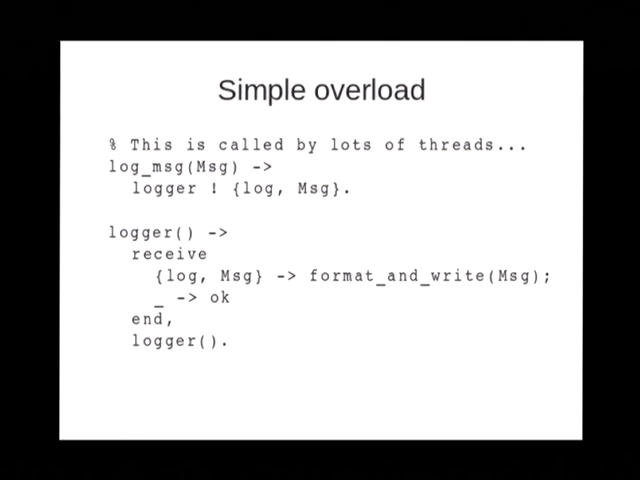 Simple overload
% This is called by lots of threads...
log_msg(Msg) ->
logger ! {log, Msg}.
logger() ->
receive
{log, Msg} -> format_and_write(Msg);
_ -> ok
end,
logger().